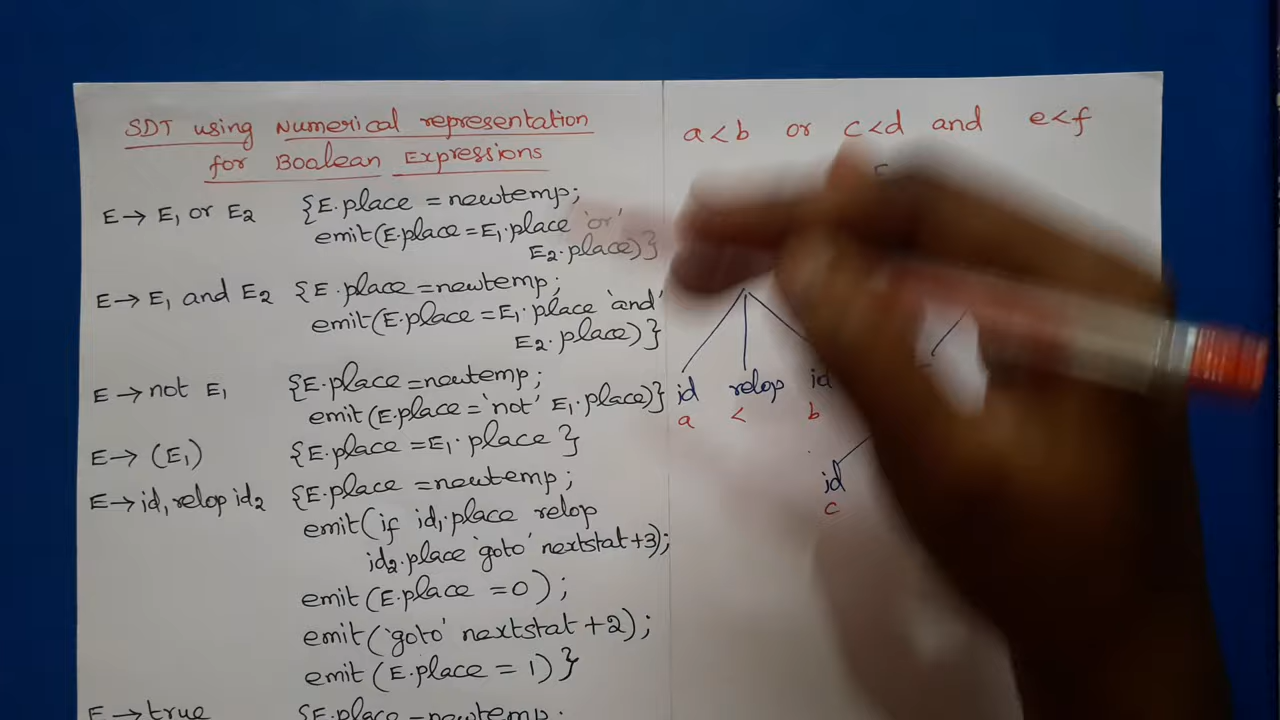 SDT using Numerical representation
for Boolean Expressions
E → E₁ or E₂ {E.place = newtemp;
emit(E.place = E₁.place 'or'
E₂.place)}
E → E₁ and E₂ {E.place = newtemp;
emit(E.place = E₁.place 'and'
E₂.place)}
E → not E₁ {E.place = newtemp;
emit(E.place = 'not' E₁.place)}
E → (E₁) {E.place = E₁.place }
E → id₁ relop id₂ {E.place = newtemp;
emit(if id₁.place relop
id₂.place 'goto' nextstat+3);
emit(E.place = 0);
emit('goto' nextstat +2);
emit(E.place = 1)}
E → true {E.place = newtemp;
a<b or c<d and e<f
id relop id
a < b
id
c